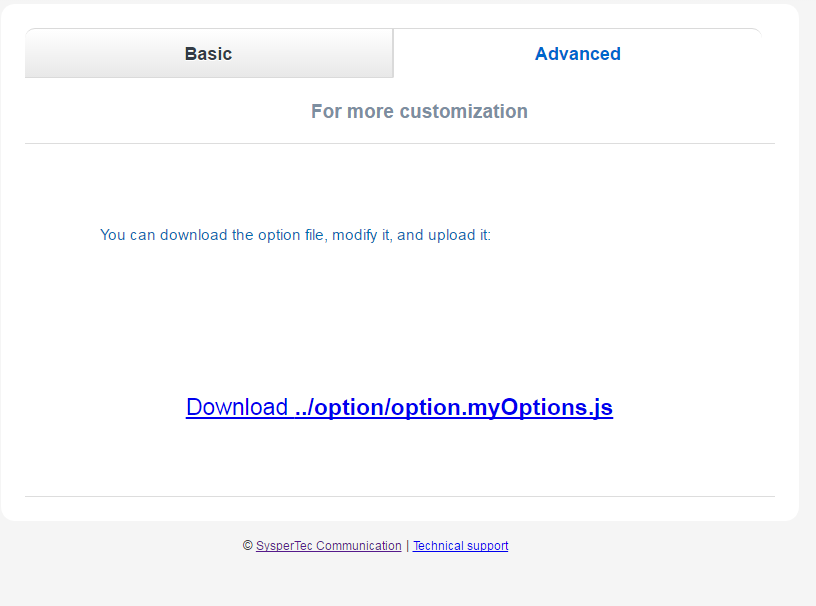 Basic
Advanced
For more customization
You can download the option file, modify it, and upload it:
Download ../option/option.myOptions.js
© SysperTec Communication | Technical support